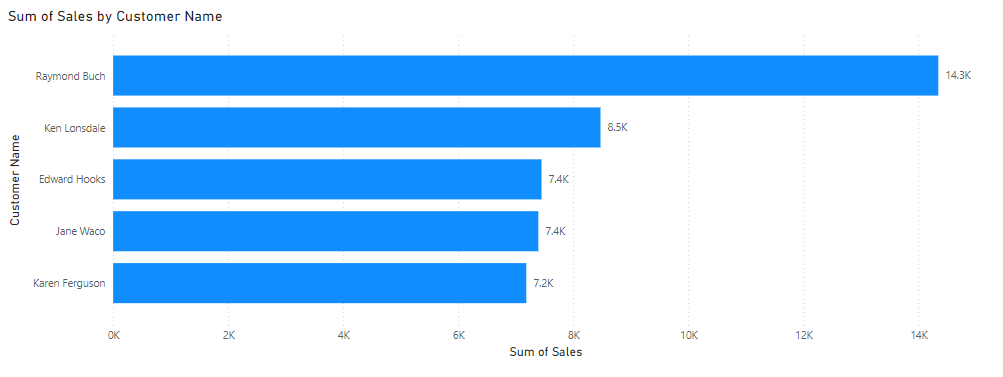 Sum of Sales by Customer Name
Customer Name
Raymond Buch 14.3K
Ken Lonsdale 8.5K
Edward Hooks 7.4K
Jane Waco 7.4K
Karen Ferguson 7.2K
0K 2K 4K 6K 8K 10K 12K 14K
Sum of Sales